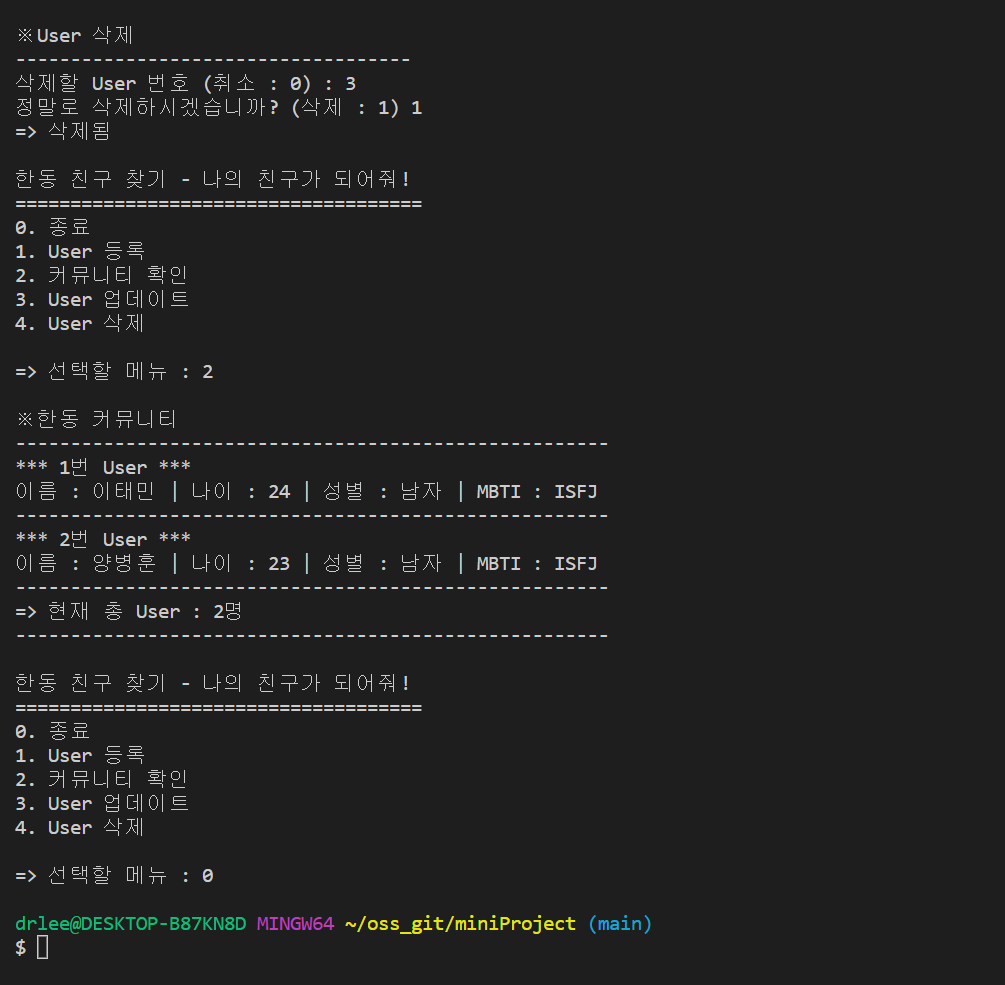 ※User 삭제
------------------------------------
삭제할 User 번호 (취소 : 0) : 3
정말로 삭제하시겠습니까? (삭제 : 1) 1
=> 삭제됨
한동 친구 찾기 - 나의 친구가 되어줘!
=====================================
0. 종료
1. User 등록
2. 커뮤니티 확인
3. User 업데이트
4. User 삭제
=> 선택할 메뉴 : 2
※한동 커뮤니티
------------------------------------------------------
*** 1번 User ***
이름 : 이태민 | 나이 : 24 | 성별 : 남자 | MBTI : ISFJ
------------------------------------------------------
*** 2번 User ***
이름 : 양병훈 | 나이 : 23 | 성별 : 남자 | MBTI : ISFJ
------------------------------------------------------
=> 현재 총 User : 2명
------------------------------------------------------
한동 친구 찾기 - 나의 친구가 되어줘!
=====================================
0. 종료
1. User 등록
2. 커뮤니티 확인
3. User 업데이트
4. User 삭제
=> 선택할 메뉴 : 0
drlee@DESKTOP-B87KN8D MINGW64 ~/oss_git/miniProject (main)
$